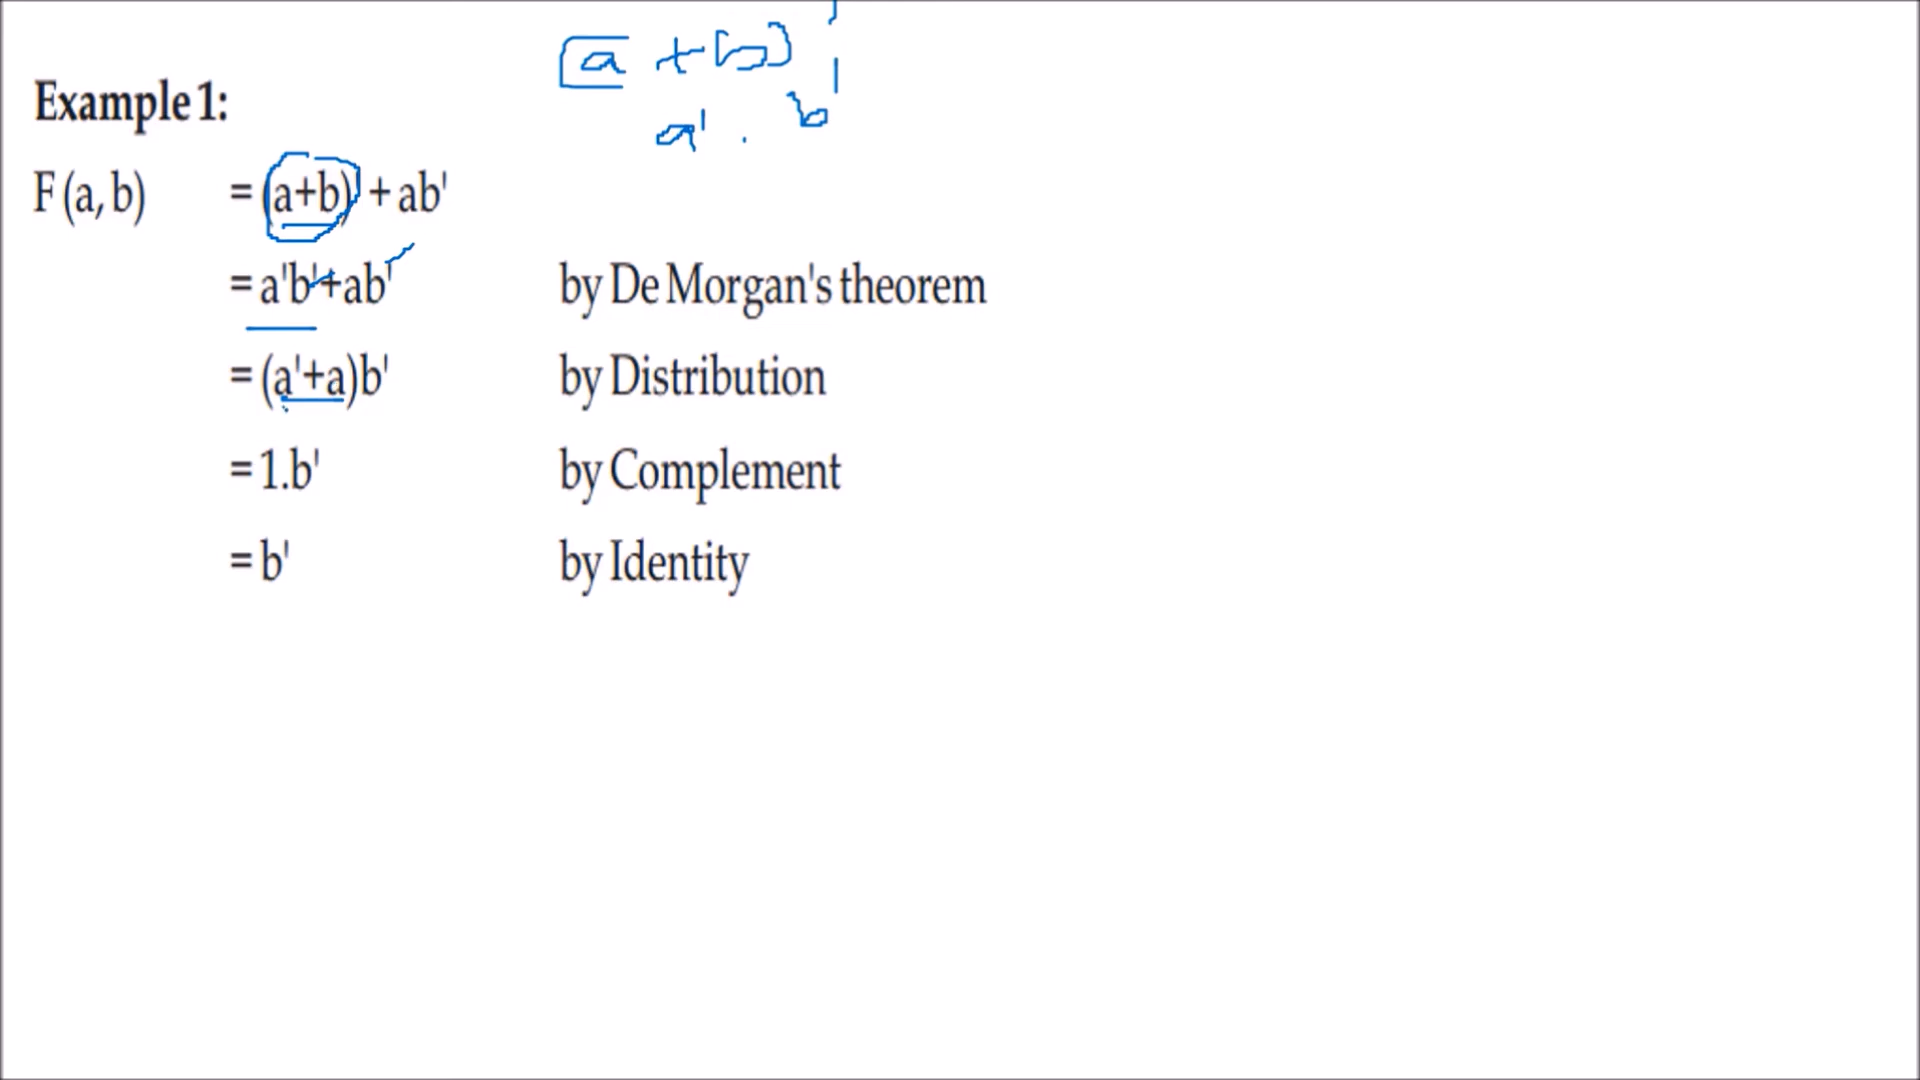 (a + b)'
a' . b'
Example 1:
F (a, b) = (a+b)' + ab'
= a'b'+ab' by De Morgan's theorem
= (a'+a)b' by Distribution
= 1.b' by Complement
= b' by Identity